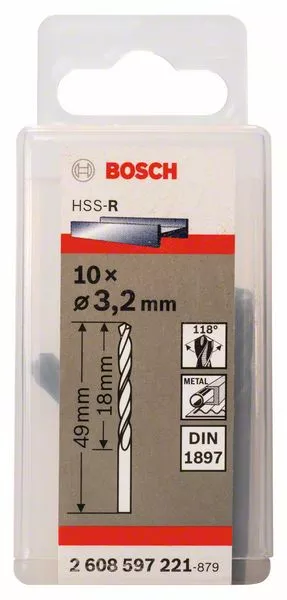 BOSCH
HSS-R
10×
ø 3,2 mm
49mm
18mm
118°
METAL
DIN
1897
2 608 597 221-879